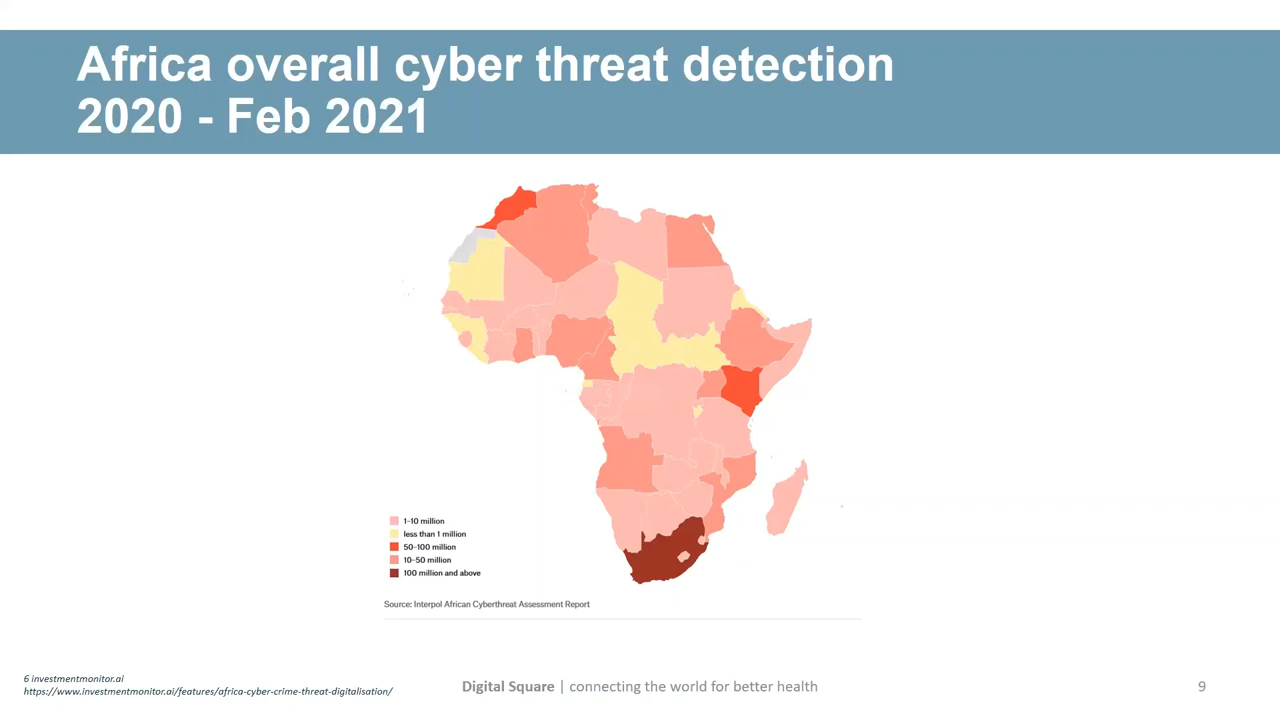 Africa overall cyber threat detection
2020 - Feb 2021
1-10 million
less than 1 million
50-100 million
10-50 million
100 million and above
Source: Interpol African Cyberthreat Assessment Report
6 investmentmonitor.ai
https://www.investmentmonitor.ai/features/africa-cyber-crime-threat-digitalisation/
Digital Square | connecting the world for better health
9